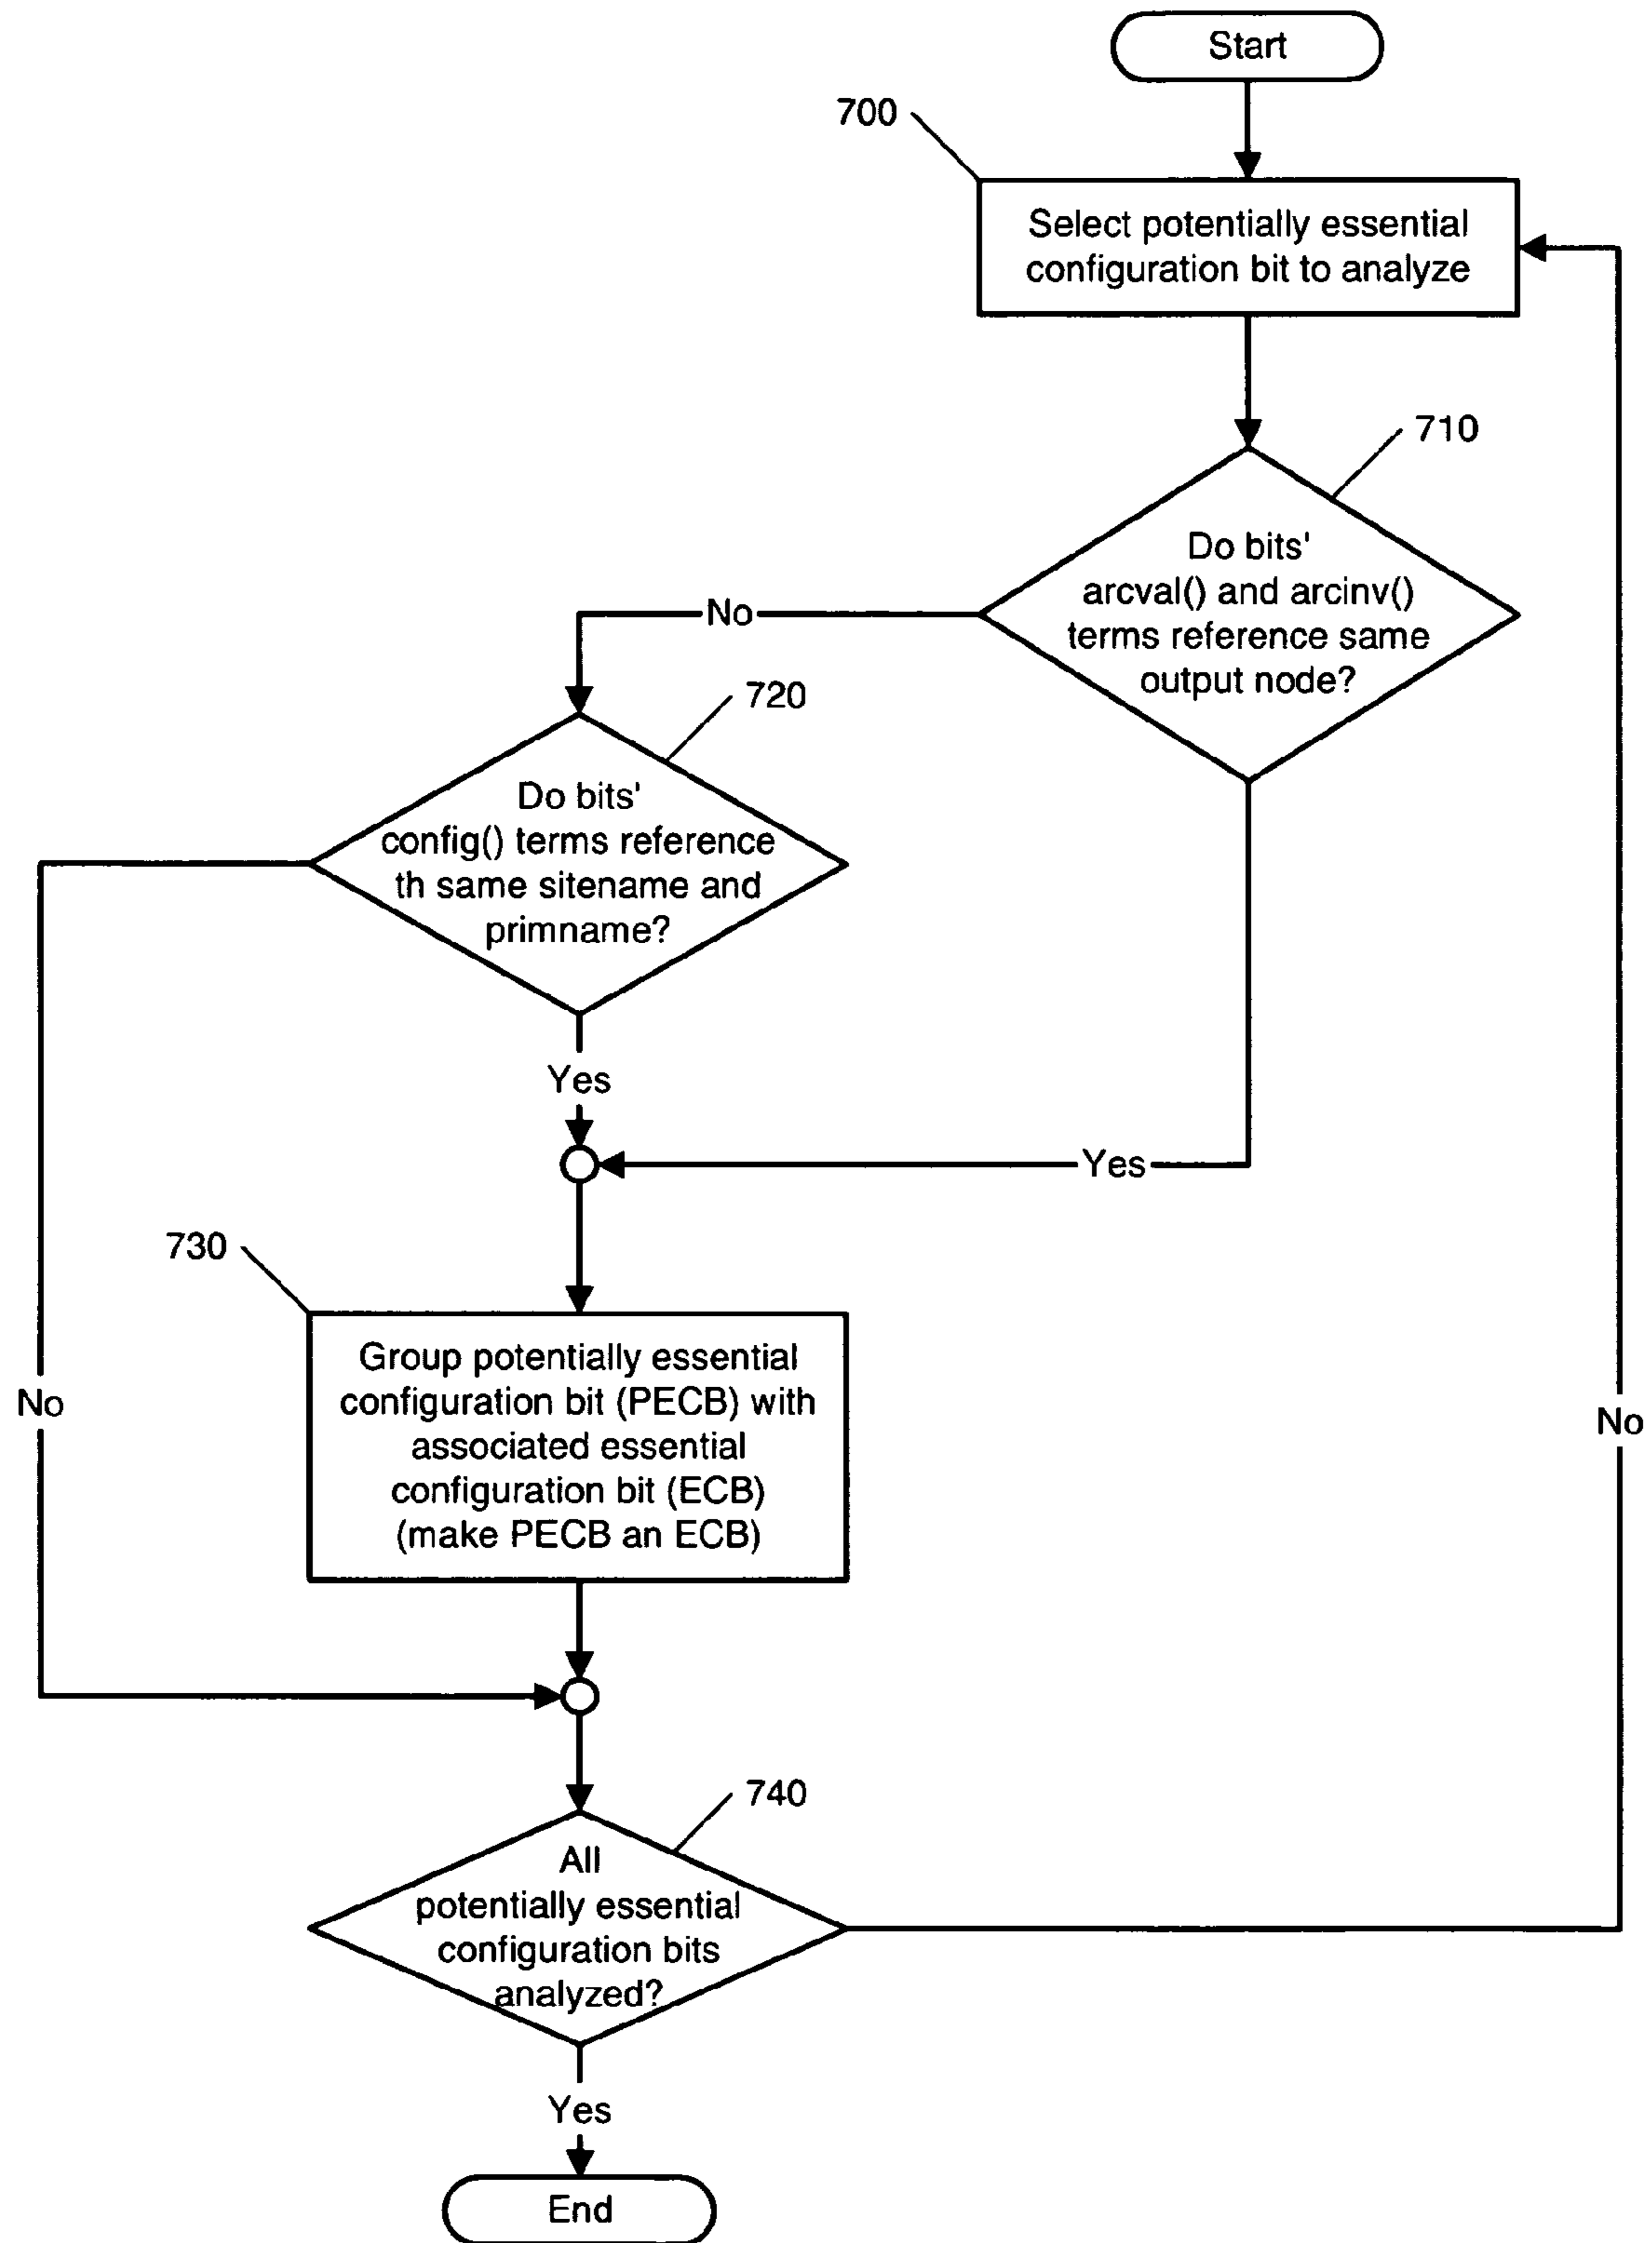 Start
700
Select potentially essential
configuration bit to analyze
710
Do bits'
arcval() and arcinv()
terms reference same
output node?
No
720
Do bits'
config() terms reference
th same sitename and
primname?
Yes
Yes
730
Group potentially essential
configuration bit (PECB) with
associated essential
configuration bit (ECB)
(make PECB an ECB)
No
No
740
All
potentially essential
configuration bits
analyzed?
Yes
End